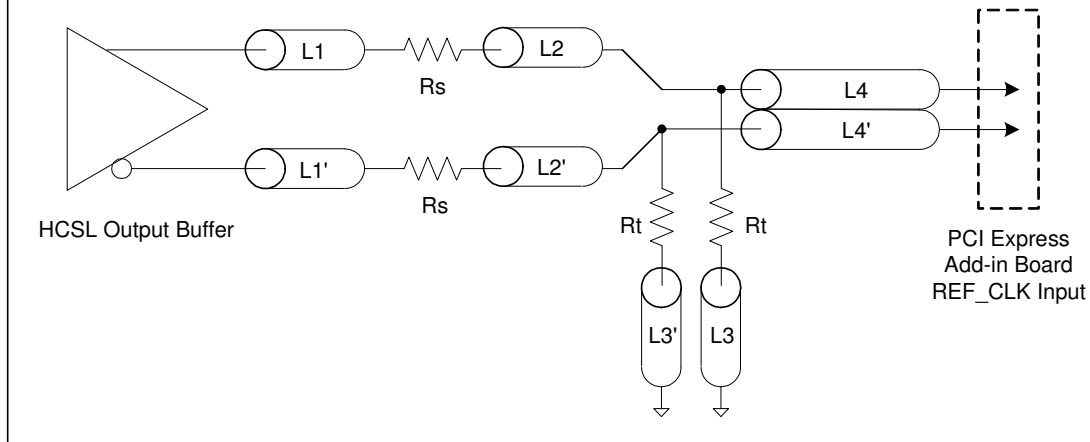 L1
Rs
L2
L4
L4'
L1'
Rs
L2'
HCSL Output Buffer
Rt
Rt
L3'
L3
PCI Express
Add-in Board
REF_CLK Input